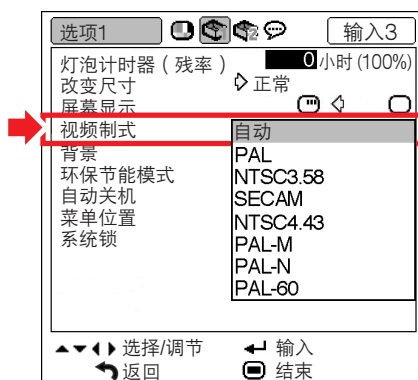 选项1 输入3
灯泡计时器（残率） 0小时(100%)
改变尺寸 正常
屏幕显示
视频制式 自动
PAL
背景
NTSC3.58
环保节能模式
SECAM
自动关机
NTSC4.43
菜单位置
PAL-M
系统锁
PAL-N
PAL-60
选择/调节 输入
返回 结束